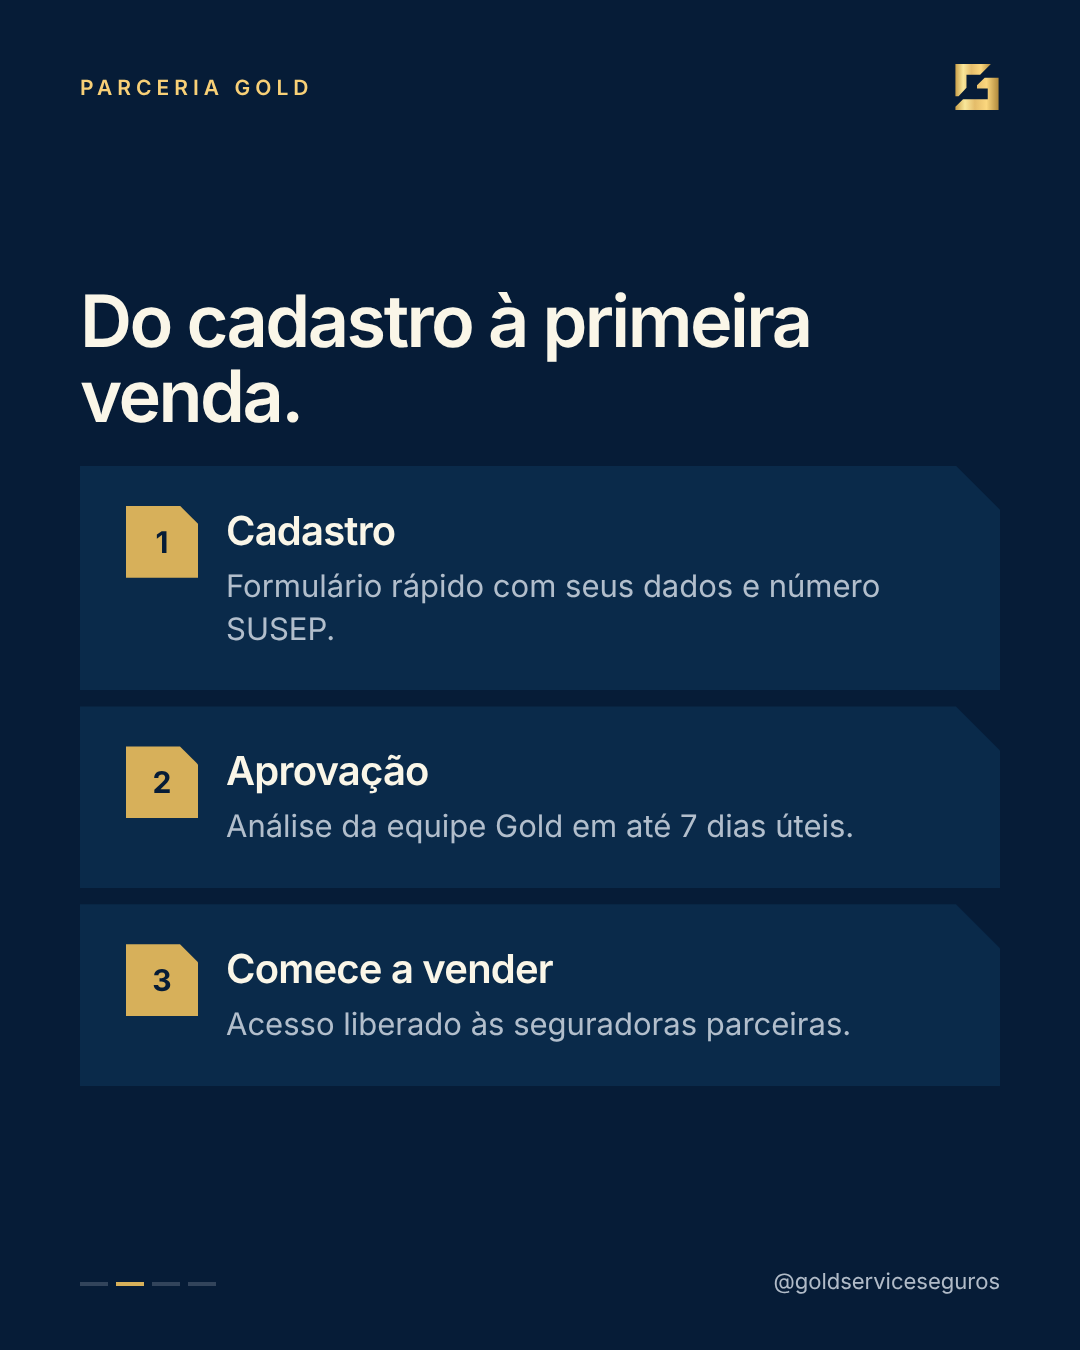 PARCERIA GOLD
Do cadastro à primeira
venda.
1
Cadastro
Formulário rápido com seus dados e número
SUSEP.
2
Aprovação
Análise da equipe Gold em até 7 dias úteis.
3
Comece a vender
Acesso liberado às seguradoras parceiras.
@goldserviceseguros